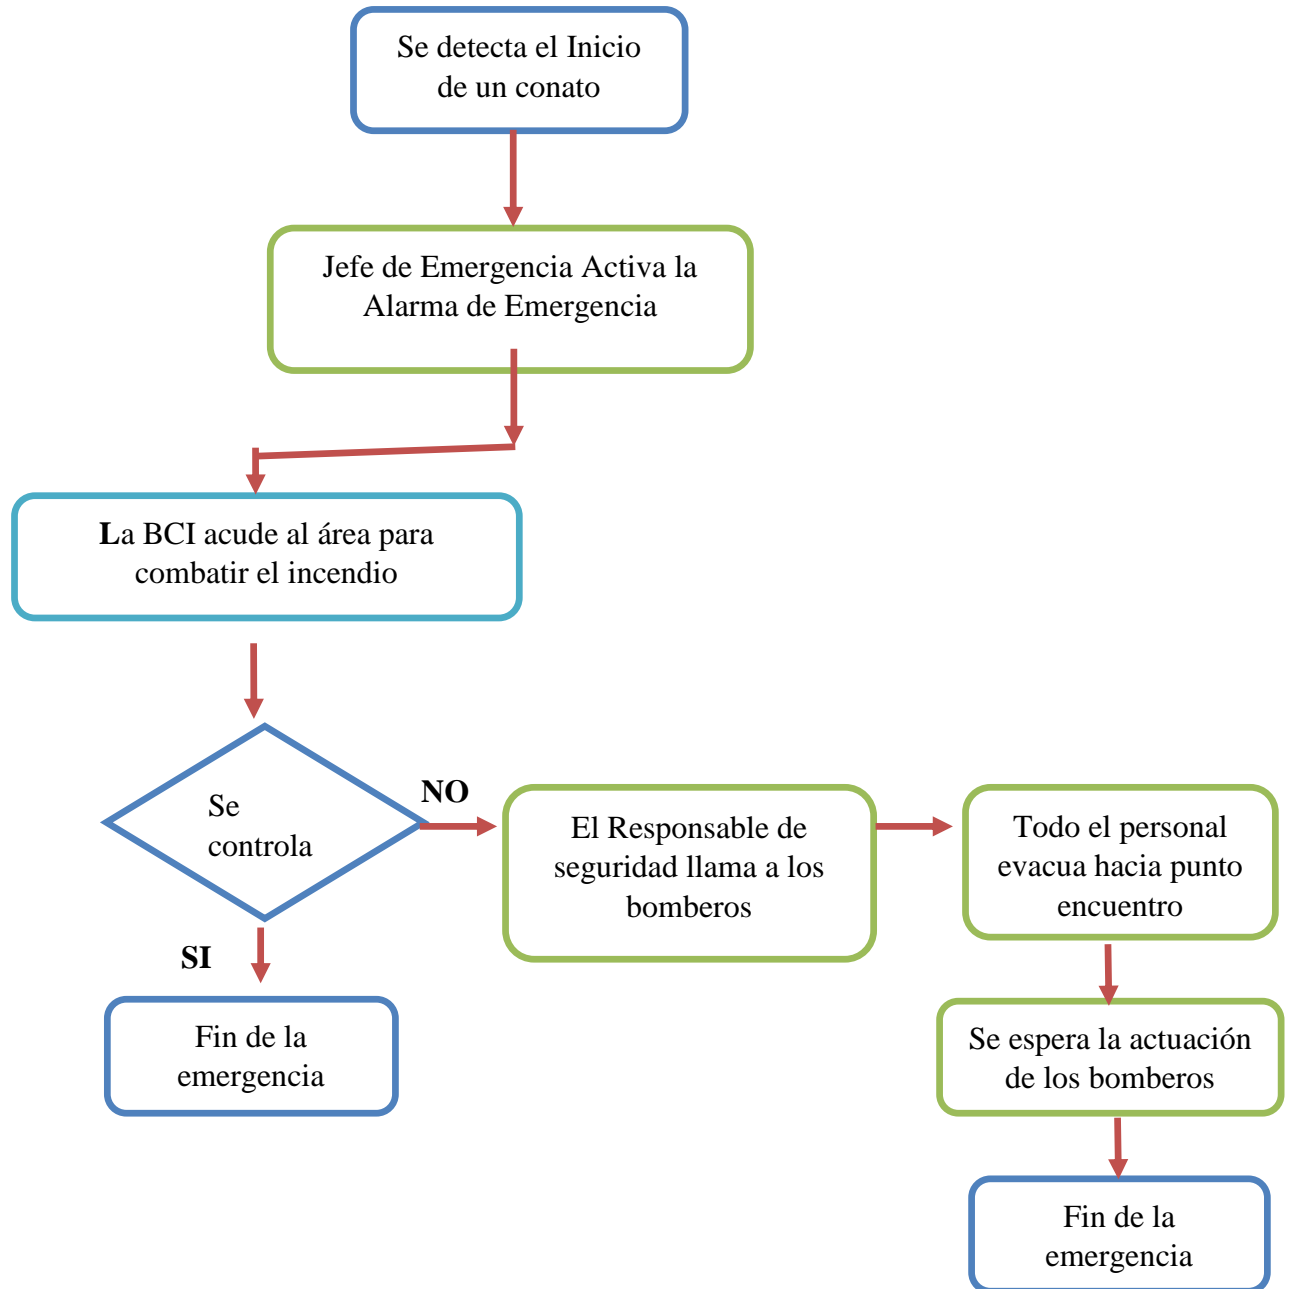 Se detecta el Inicio
de un conato
Jefe de Emergencia Activa la
Alarma de Emergencia
La BCI acude al área para
combatir el incendio
Se
controla
NO
El Responsable de
seguridad llama a los
bomberos
Todo el personal
evacua hacia punto
encuentro
SI
Fin de la
emergencia
Se espera la actuación
de los bomberos
Fin de la
emergencia